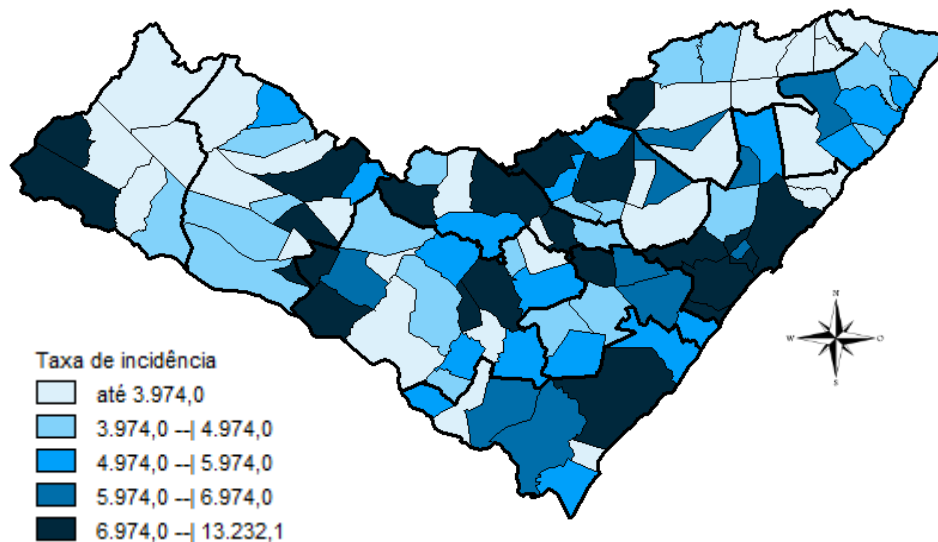 N
W
O
S
Taxa de incidência
até 3.974,0
3.974,0 --| 4.974,0
4.974,0 --| 5.974,0
5.974,0 --| 6.974,0
6.974,0 --| 13.232,1